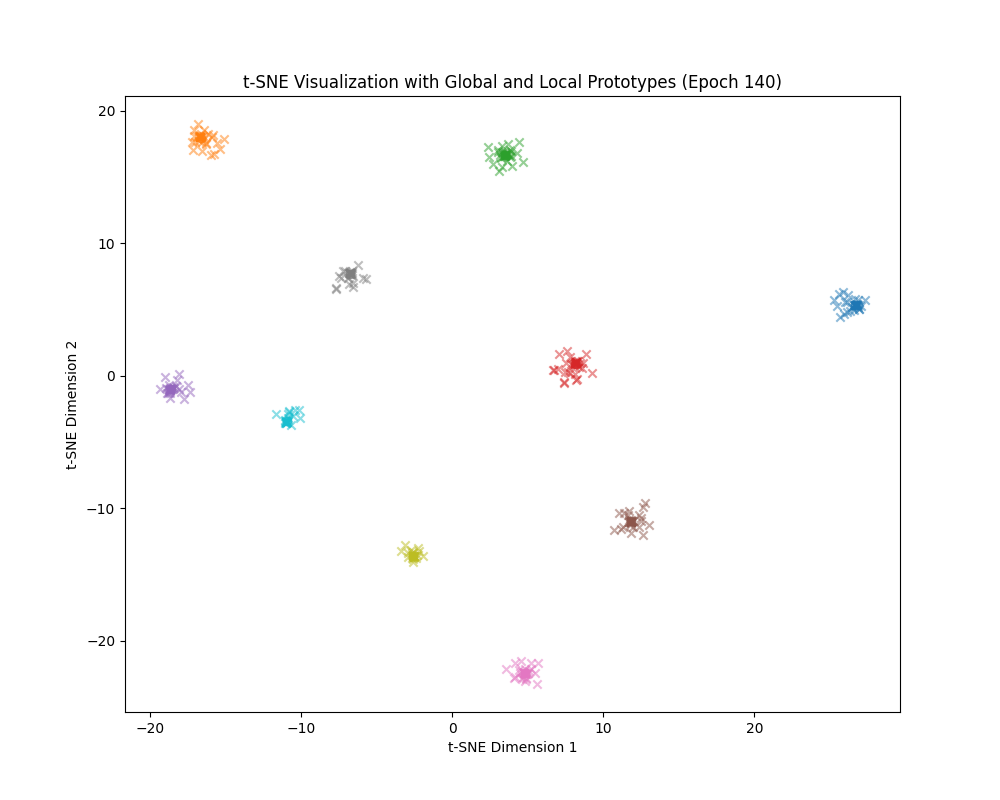 t-SNE Visualization with Global and Local Prototypes (Epoch 140)
20
10
0
−10
−20
t-SNE Dimension 2
−20 −10 0 10 20
t-SNE Dimension 1